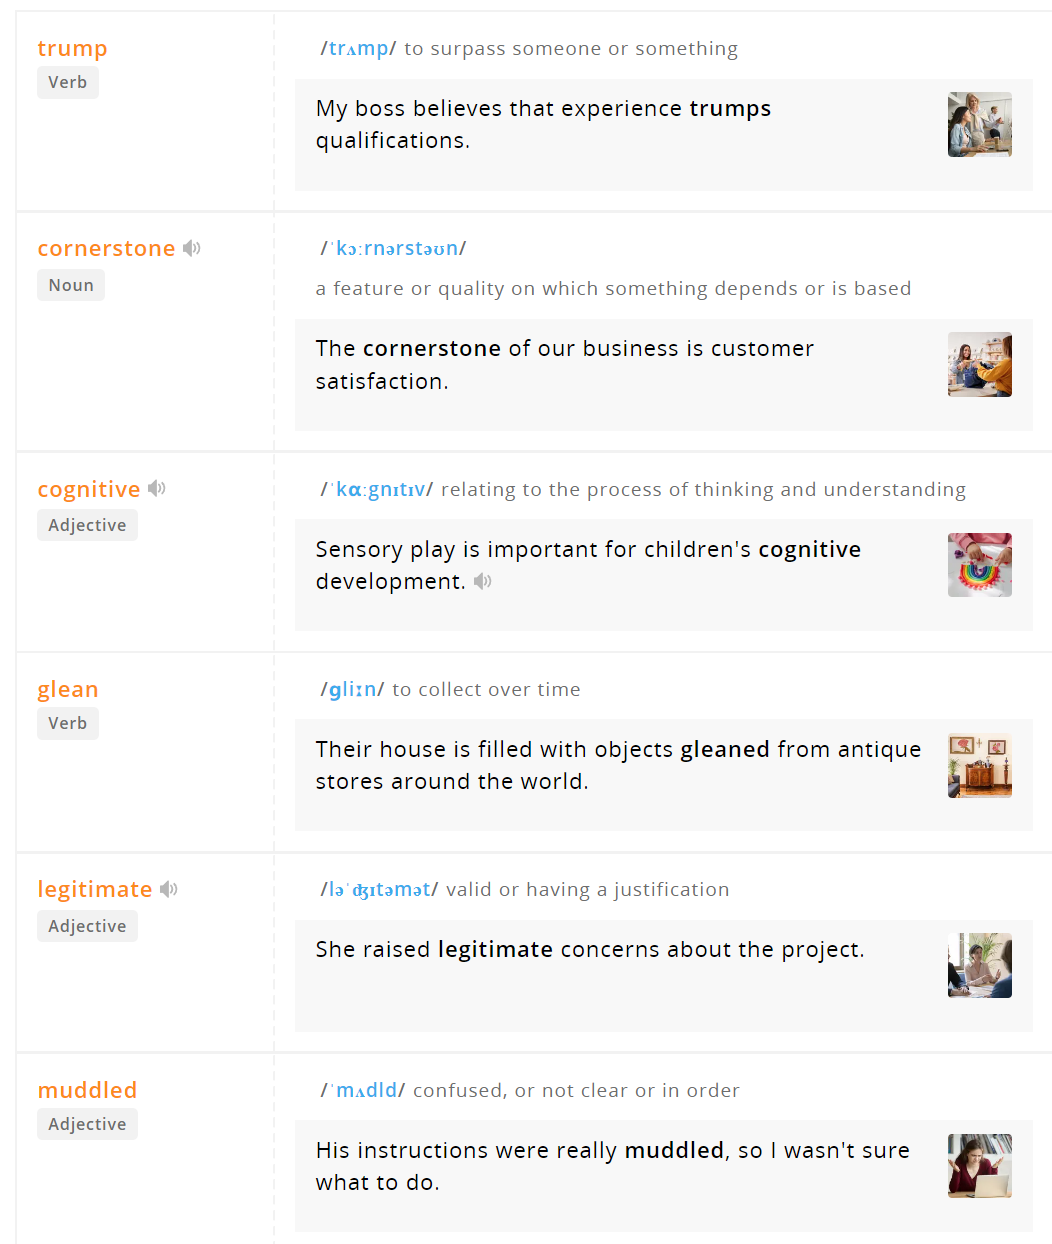 trump
Verb
/trʌmp/ to surpass someone or something
My boss believes that experience trumps
qualifications.
cornerstone
Noun
/ˈkɔːrnərstəʊn/
a feature or quality on which something depends or is based
The cornerstone of our business is customer
satisfaction.
cognitive
Adjective
/ˈkɑːgnɪtɪv/ relating to the process of thinking and understanding
Sensory play is important for children's cognitive
development.
glean
Verb
/ɡliːn/ to collect over time
Their house is filled with objects gleaned from antique
stores around the world.
legitimate
Adjective
/ləˈʤɪtəmət/ valid or having a justification
She raised legitimate concerns about the project.
muddled
Adjective
/ˈmʌdld/ confused, or not clear or in order
His instructions were really muddled, so I wasn't sure
what to do.